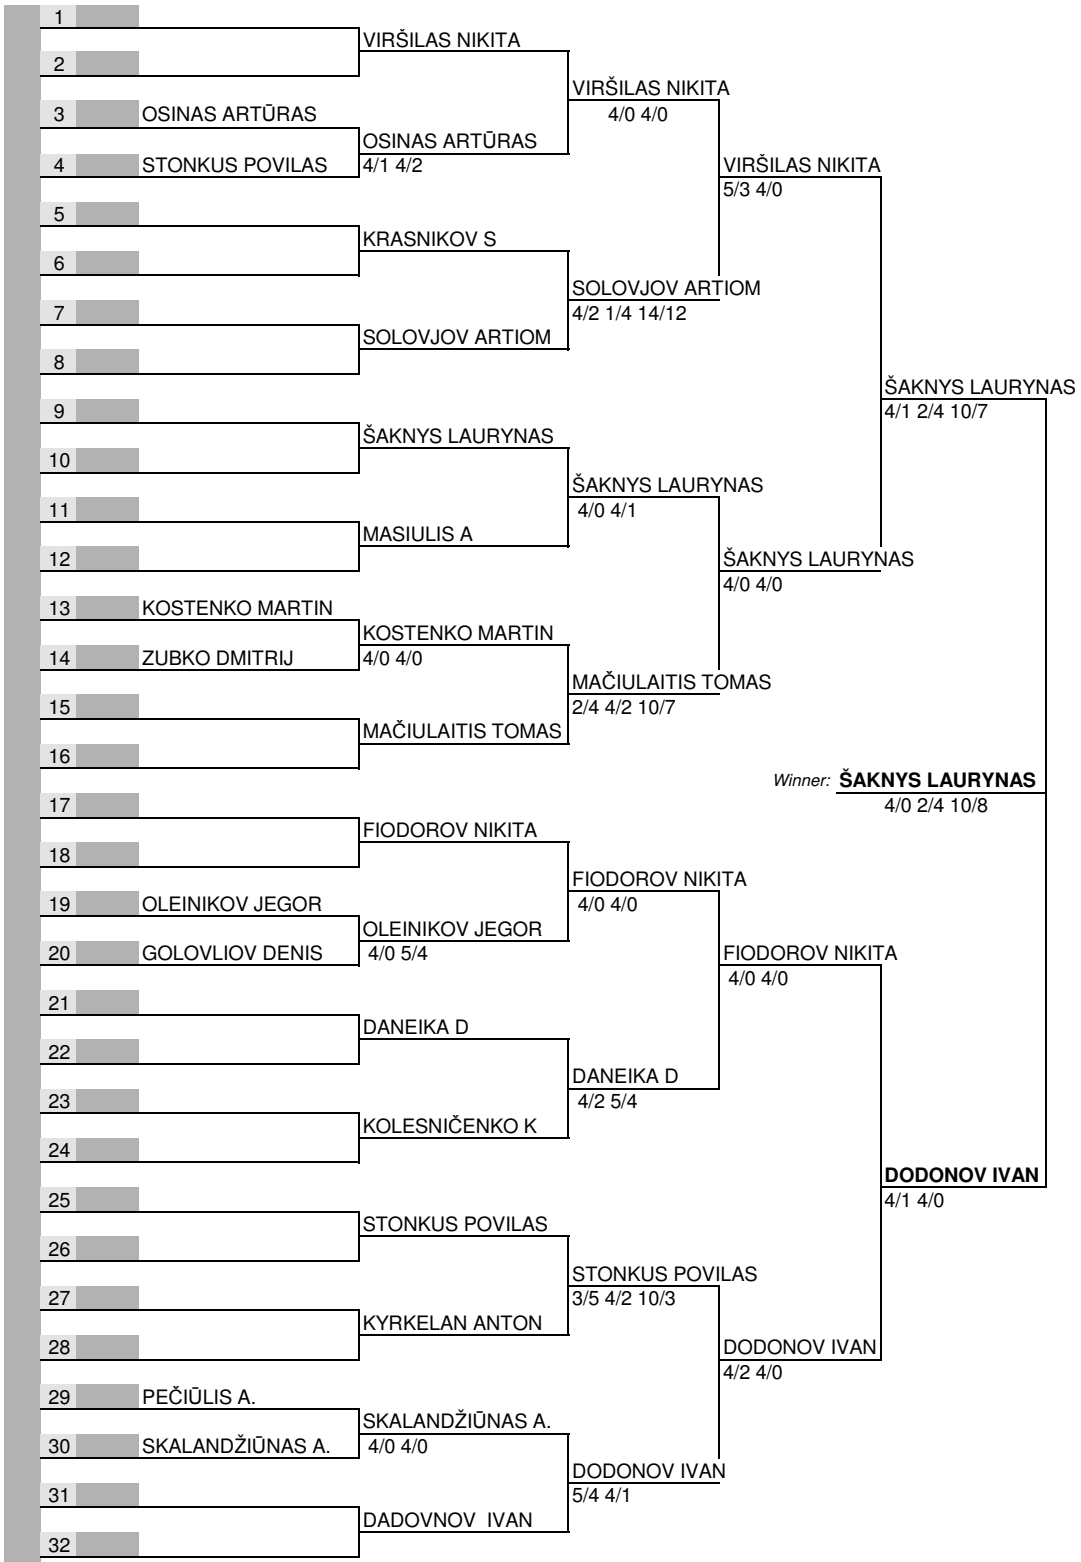 1
VIRŠILAS NIKITA
2
VIRŠILAS NIKITA
3 OSINAS ARTŪRAS
4/0 4/0
OSINAS ARTŪRAS
4 STONKUS POVILAS
4/1 4/2
VIRŠILAS NIKITA
5/3 4/0
5
KRASNIKOV S
6
SOLOVJOV ARTIOM
7
4/2 1/4 14/12
SOLOVJOV ARTIOM
8
ŠAKNYS LAURYNAS
9
4/1 2/4 10/7
ŠAKNYS LAURYNAS
10
ŠAKNYS LAURYNAS
11
4/0 4/1
MASIULIS A
12
ŠAKNYS LAURYNAS
4/0 4/0
13 KOSTENKO MARTIN
KOSTENKO MARTIN
14 ZUBKO DMITRIJ
4/0 4/0
MAČIULAITIS TOMAS
15
2/4 4/2 10/7
MAČIULAITIS TOMAS
16
Winner: ŠAKNYS LAURYNAS
17
4/0 2/4 10/8
FIODOROV NIKITA
18
FIODOROV NIKITA
19 OLEINIKOV JEGOR
4/0 4/0
OLEINIKOV JEGOR
20 GOLOVLIOV DENIS
4/0 5/4
FIODOROV NIKITA
4/0 4/0
21
DANEIKA D
22
DANEIKA D
23
4/2 5/4
KOLESNIČENKO K
24
DODONOV IVAN
25
4/1 4/0
STONKUS POVILAS
26
STONKUS POVILAS
27
3/5 4/2 10/3
KYRKELAN ANTON
28
DODONOV IVAN
4/2 4/0
29 PEČIŪLIS A.
SKALANDŽIŪNAS A.
30 SKALANDŽIŪNAS A.
4/0 4/0
DODONOV IVAN
31
5/4 4/1
DADOVNOV IVAN
32